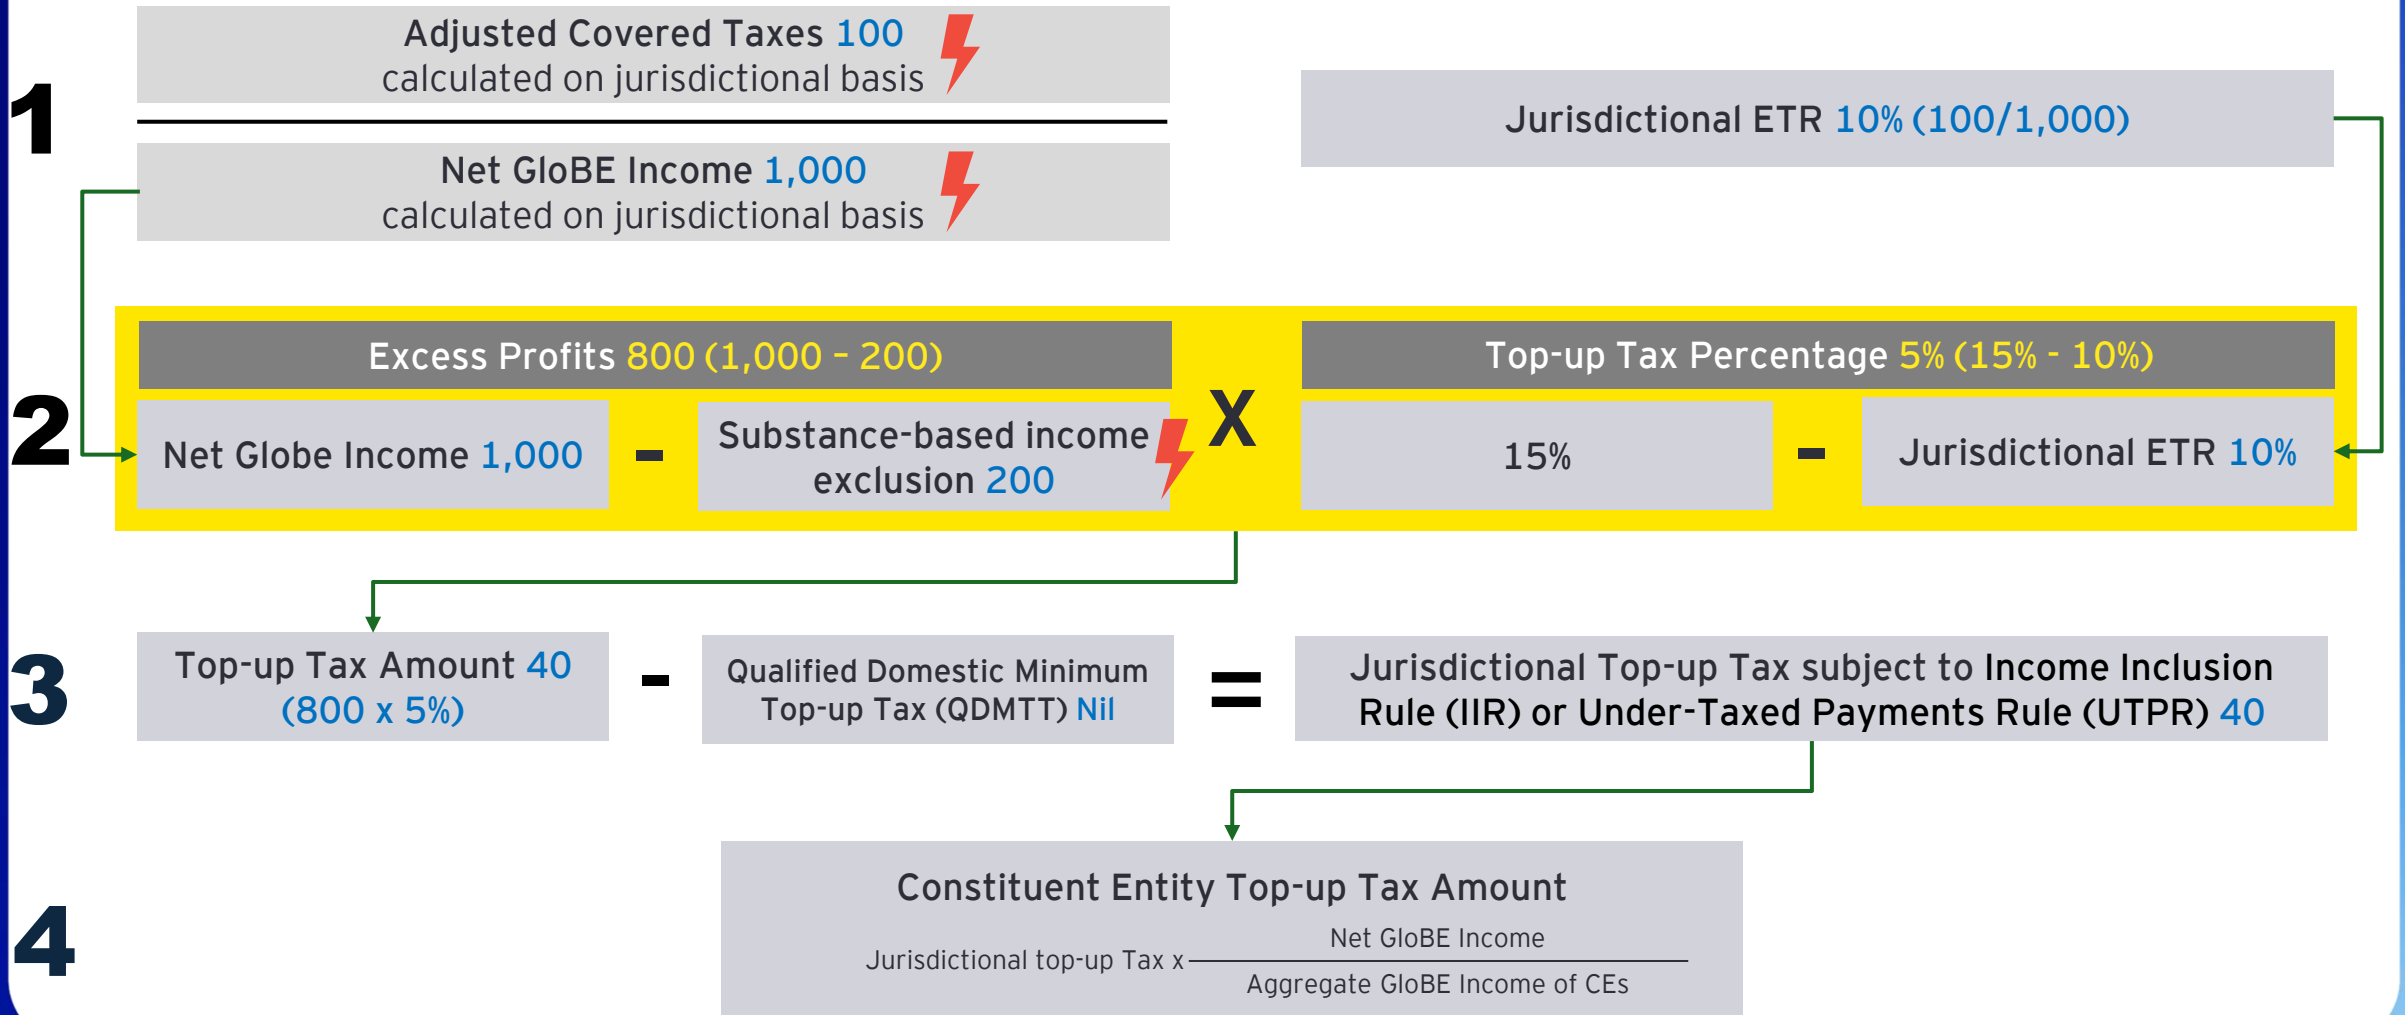 1
Adjusted Covered Taxes 100
calculated on jurisdictional basis
Net GloBE Income 1,000
calculated on jurisdictional basis
Jurisdictional ETR 10% (100/1,000)
2
Excess Profits 800 (1,000 – 200)
Net Globe Income 1,000
-
Substance-based income
exclusion 200
X
Top-up Tax Percentage 5% (15% - 10%)
15%
-
Jurisdictional ETR 10%
3
Top-up Tax Amount 40
(800 x 5%)
-
Qualified Domestic Minimum
Top-up Tax (QDMTT) Nil
=
Jurisdictional Top-up Tax subject to Income Inclusion
Rule (IIR) or Under-Taxed Payments Rule (UTPR) 40
4
Constituent Entity Top-up Tax Amount
Jurisdictional top-up Tax x
Net GloBE Income
Aggregate GloBE Income of CEs